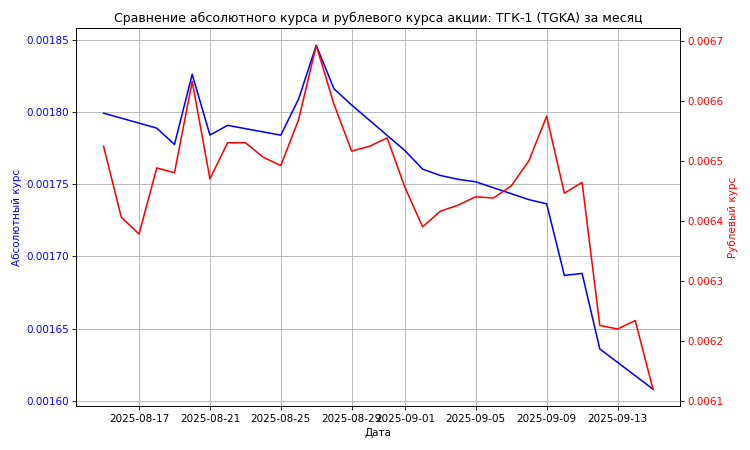 Сравнение абсолютного курса и рублевого курса акции: ТГК-1 (TGKA) за месяц
0.00185
0.00180
0.00175
0.00170
0.00165
0.00160
Абсолютный курс
0.0067
0.0066
0.0065
0.0064
0.0063
0.0062
0.0061
Рублевый курс
2025-08-17 2025-08-21 2025-08-25 2025-08-29 2025-09-01 2025-09-05 2025-09-09 2025-09-13
Дата